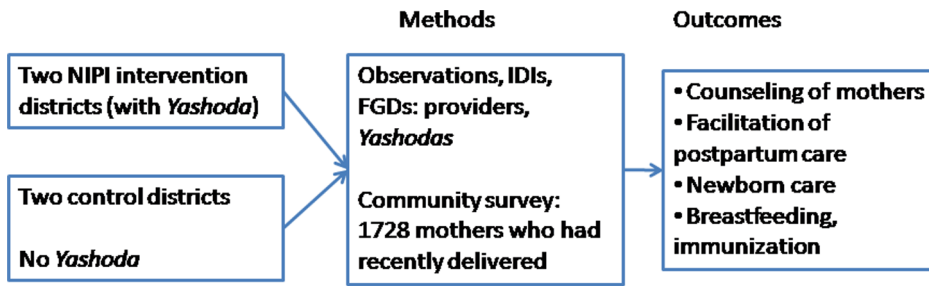 Methods
Outcomes
Two NIPI intervention
districts (with Yashoda)
Two control districts
No Yashoda
Observations, IDIs,
FGDs: providers,
Yashodas
Community survey:
1728 mothers who had
recently delivered
• Counseling of mothers
• Facilitation of
postpartum care
• Newborn care
• Breastfeeding,
immunization